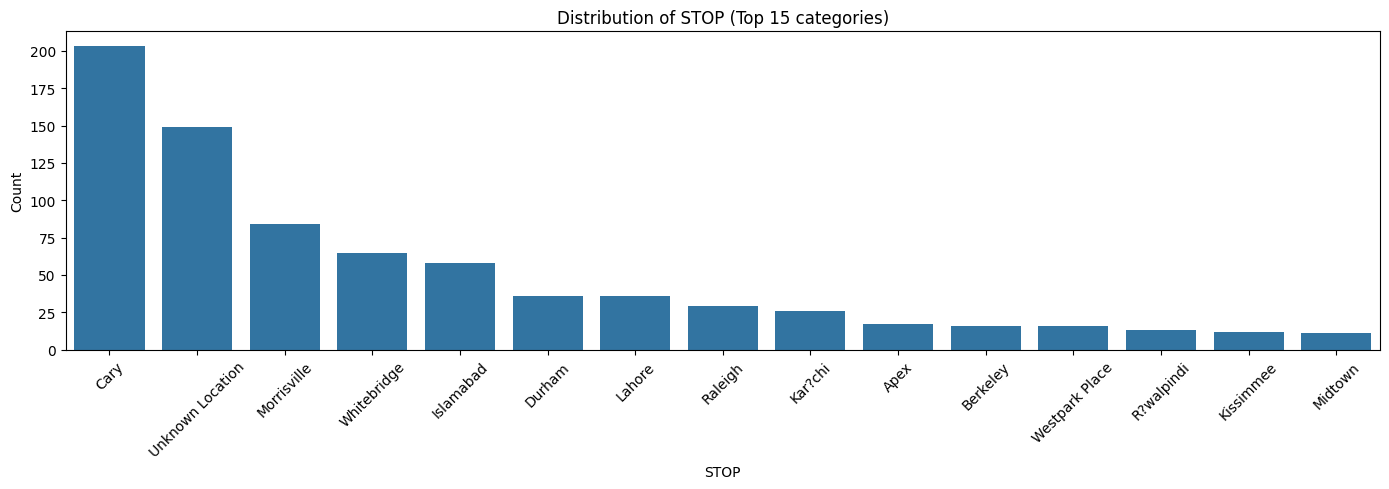 Distribution of STOP (Top 15 categories)
Count
200
175
150
125
100
75
50
25
0
Cary
Unknown Location
Morrisville
Whitebridge
Islamabad
Durham
Lahore
Raleigh
Kar?chi
Apex
Berkeley
Westpark Place
R?walpindi
Kissimmee
Midtown
STOP